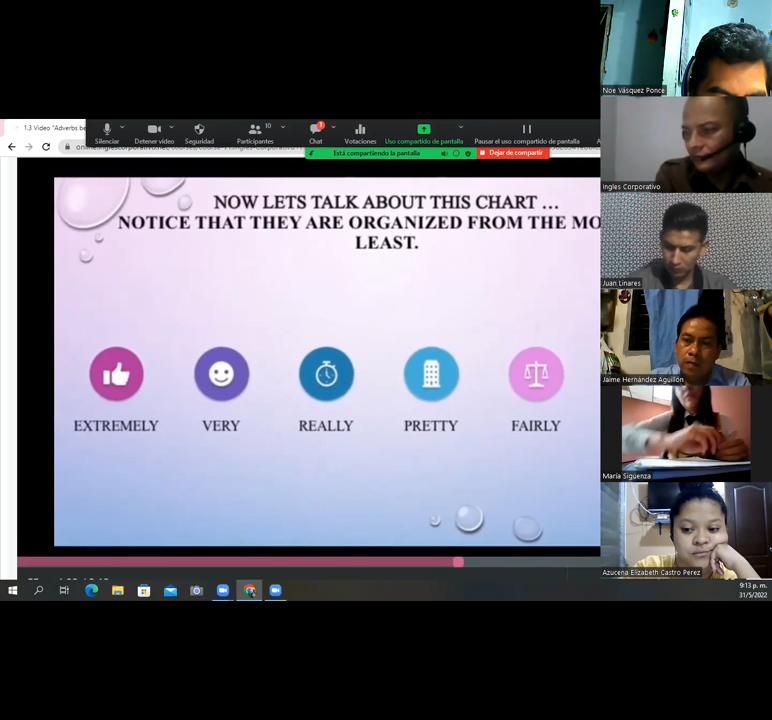 Noe Vásquez Ponce
1.3 Video "Adverbs be
Silenciar
Detener video
Seguridad
10
Participantes
Chat
Votaciones
Uso compartido de pantalla
Pausar el uso compartido de pantalla
Está compartiendo la pantalla
Dejar de compartir
Ingles Corporativo
NOW LETS TALK ABOUT THIS CHART ...
NOTICE THAT THEY ARE ORGANIZED FROM THE MO
LEAST.
Juan Linares
Jaime Hernández Aguillón
EXTREMELY VERY REALLY PRETTY FAIRLY
María Sigüenza
Azucena Elizabeth Castro Perez
9:13 p. m.
31/5/2022